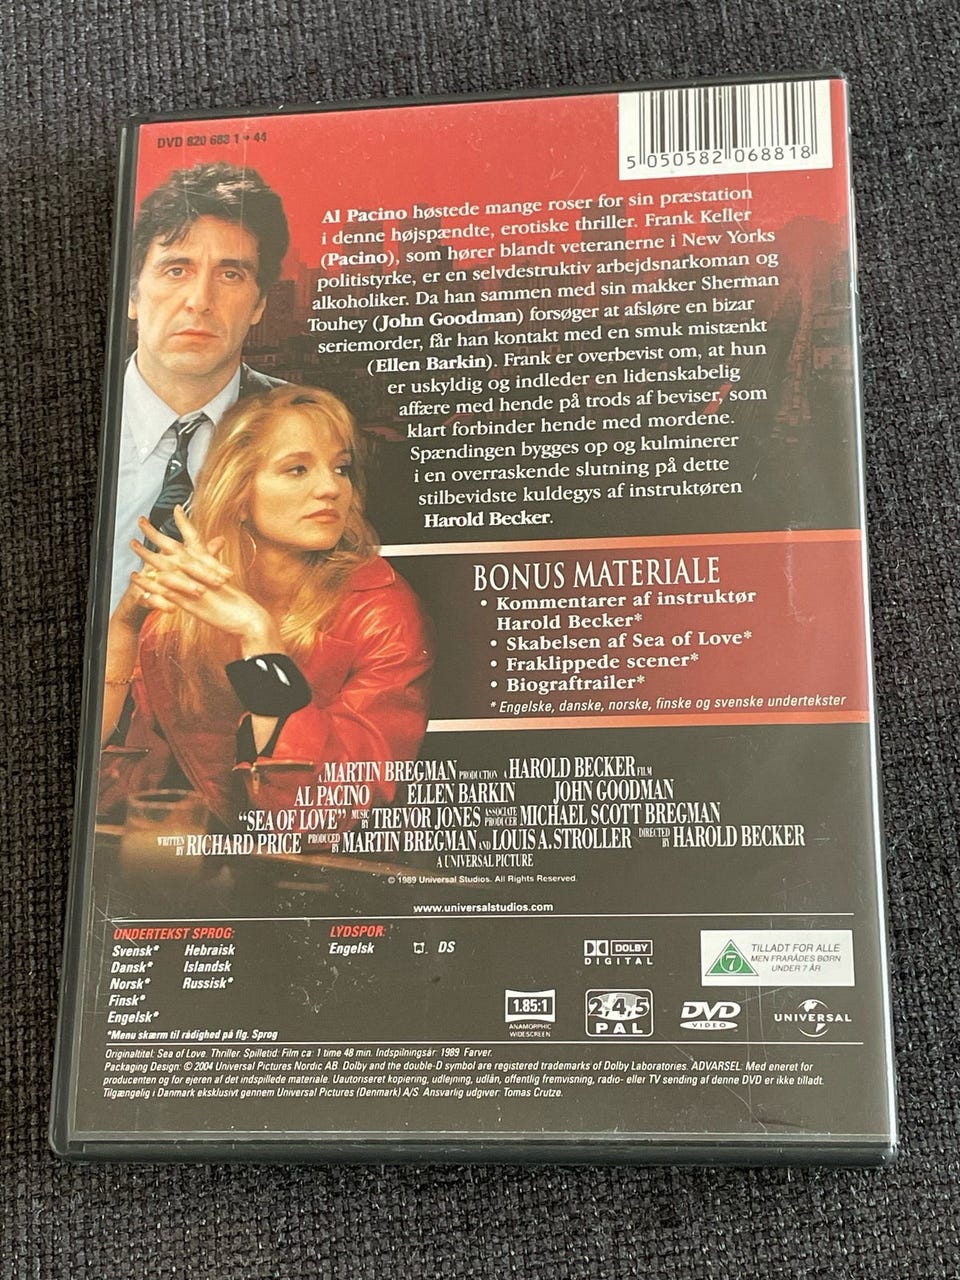 DVD 820 683 1 • 44
5 050582 068818
Al Pacino høstede mange roser for sin præstation
i denne højspændte, erotiske thriller. Frank Keller
(Pacino), som hører blandt veteranerne i New Yorks
politistyrke, er en selvdestruktiv arbejdsnarkoman og
alkoholiker. Da han sammen med sin makker Sherman
Touhey (John Goodman) forsøger at afsløre en bizar
seriemorder, får han kontakt med en smuk mistænkt
(Ellen Barkin). Frank er overbevist om, at hun
er uskyldig og indleder en lidenskabelig
affære med hende på trods af beviser, som
klart forbinder hende med mordene.
Spændingen bygges op og kulminerer
i en overraskende slutning på dette
stilbevidste kuldegys af instruktøren
Harold Becker.
BONUS MATERIALE
• Kommentarer af instruktør
Harold Becker*
• Skabelsen af Sea of Love*
• Fraklippede scener*
• Biograftrailer*
* Engelske, danske, norske, finske og svenske undertekster
A MARTIN BREGMAN PRODUCTION A HAROLD BECKER FILM
AL PACINO ELLEN BARKIN JOHN GOODMAN
"SEA OF LOVE" MUSIC BY TREVOR JONES ASSOCIATE PRODUCER MICHAEL SCOTT BREGMAN
WRITTEN BY RICHARD PRICE PRODUCED BY MARTIN BREGMAN AND LOUIS A. STROLLER DIRECTED BY HAROLD BECKER
A UNIVERSAL PICTURE
© 1989 Universal Studios. All Rights Reserved.
www.universalstudios.com
UNDERTEKST SPROG:
Svensk* Hebraisk
Dansk* Islandsk
Norsk* Russisk*
Finsk*
Engelsk*
*Menu skærm til rådighed på flg. Sprog
LYDSPOR:
Engelsk DS
DOLBY
DIGITAL
7
TILLADT FOR ALLE
MEN FRARÅDES BØRN
UNDER 7 ÅR
1.85:1
ANAMORPHIC
WIDESCREEN
2,4,5
PAL
DVD
VIDEO
UNIVERSAL
Originaltitel: Sea of Love. Thriller. Spilletid: Film ca: 1 time 48 min. Indspilningsår: 1989 Farver.
Packaging Design: © 2004 Universal Pictures Nordic AB. Dolby and the double-D symbol are registered trademarks of Dolby Laboratories. ADVARSEL: Med eneret for
producenten og for ejeren af det indspillede materiale. Uautoriseret kopiering, udlejning, udlån, offentlig fremvisning, radio- eller TV sending af denne DVD er ikke tilladt.
Tilgængelig i Danmark eksklusivt gennem Universal Pictures (Denmark) A/S. Ansvarlig udgiver: Tomas Crutze.